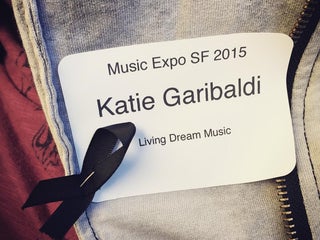 Music Expo SF 2015
Katie Garibaldi
Living Dream Music